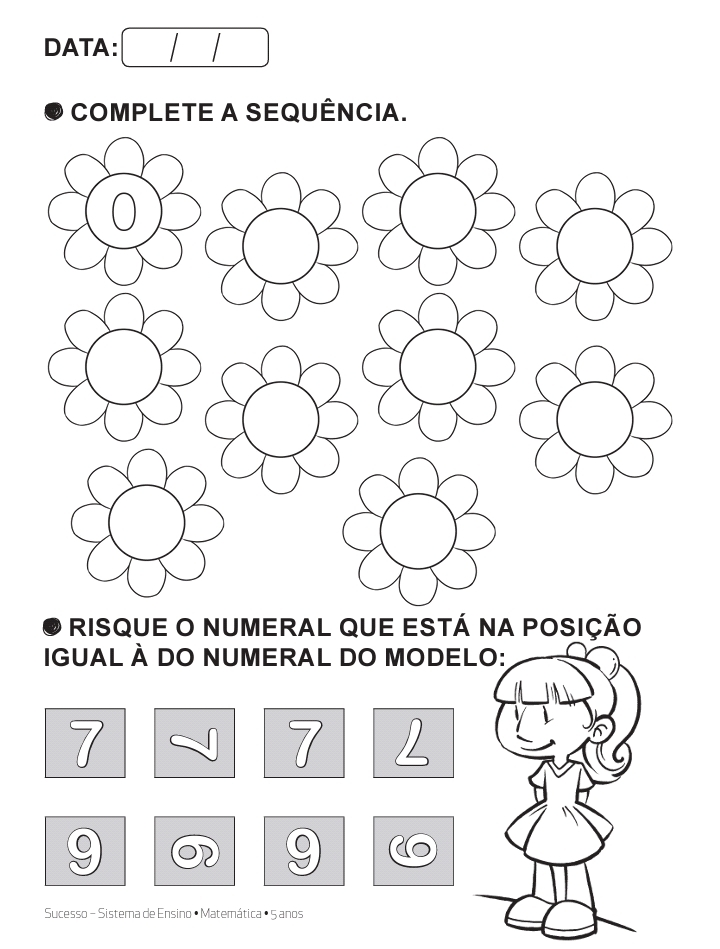 DATA: / /
COMPLETE A SEQUÊNCIA.
0
RISQUE O NUMERAL QUE ESTÁ NA POSIÇÃO
IGUAL À DO NUMERAL DO MODELO:
7 7 7 7
9 9 9 9
Sucesso – Sistema de Ensino • Matemática • 5 anos